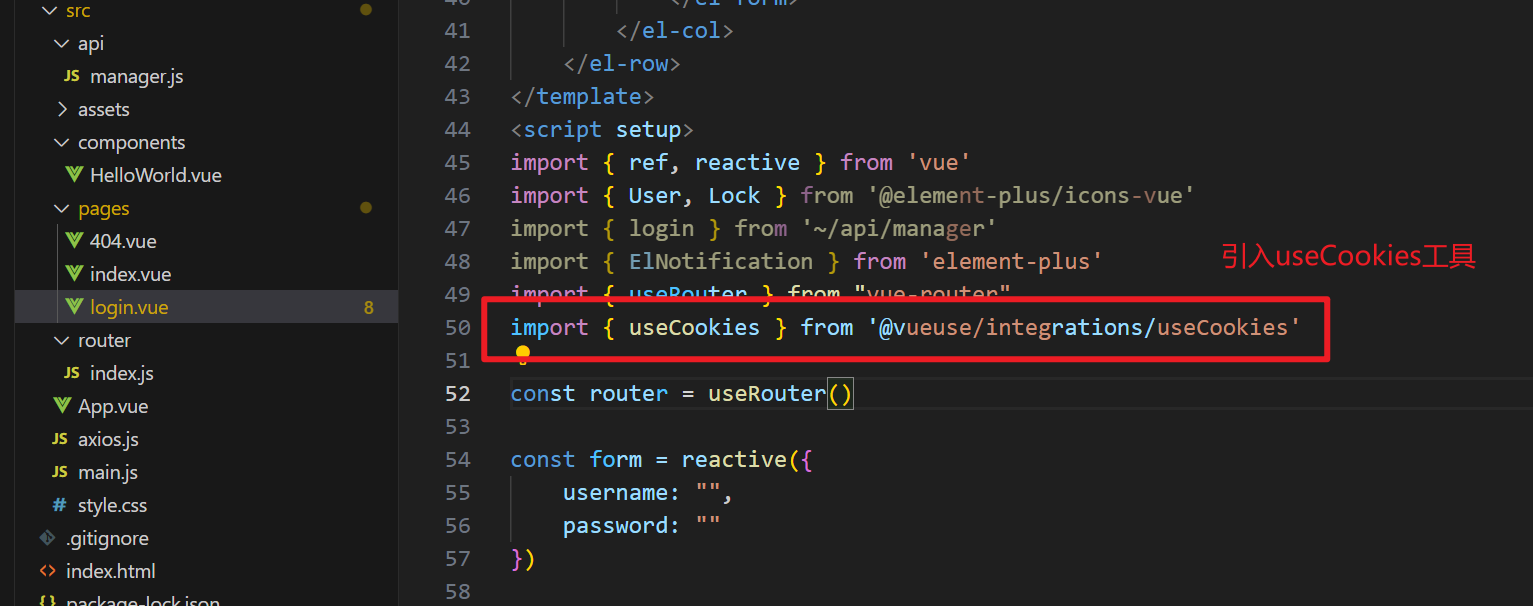 src
api
JS manager.js
assets
components
HelloWorld.vue
pages
404.vue
index.vue
login.vue 8
router
JS index.js
App.vue
JS axios.js
JS main.js
# style.css
.gitignore
<> index.html
{} package-lock.json
40 </el-form>
41 </el-col>
42 </el-row>
43 </template>
44 <script setup>
45 import { ref, reactive } from 'vue'
46 import { User, Lock } from '@element-plus/icons-vue'
47 import { login } from '~/api/manager'
48 import { ElNotification } from 'element-plus'
引入useCookies工具
49 import { useRouter } from "vue-router"
50 import { useCookies } from '@vueuse/integrations/useCookies'
51
52 const router = useRouter()
53
54 const form = reactive({
55 username: "",
56 password: ""
57 })
58